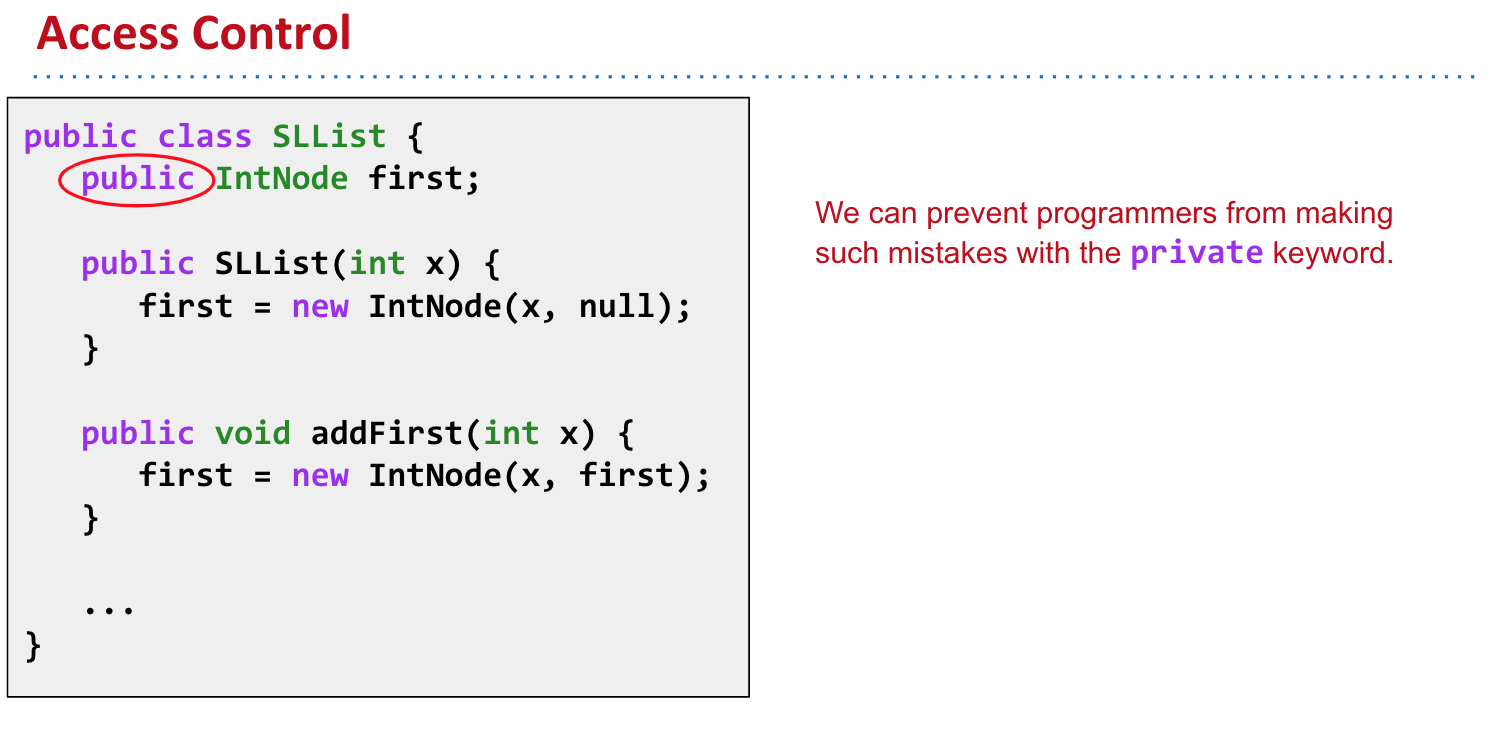 Access Control
public class SLList {
public IntNode first;
public SLList(int x) {
first = new IntNode(x, null);
}
public void addFirst(int x) {
first = new IntNode(x, first);
}
...
}
We can prevent programmers from making
such mistakes with the private keyword.